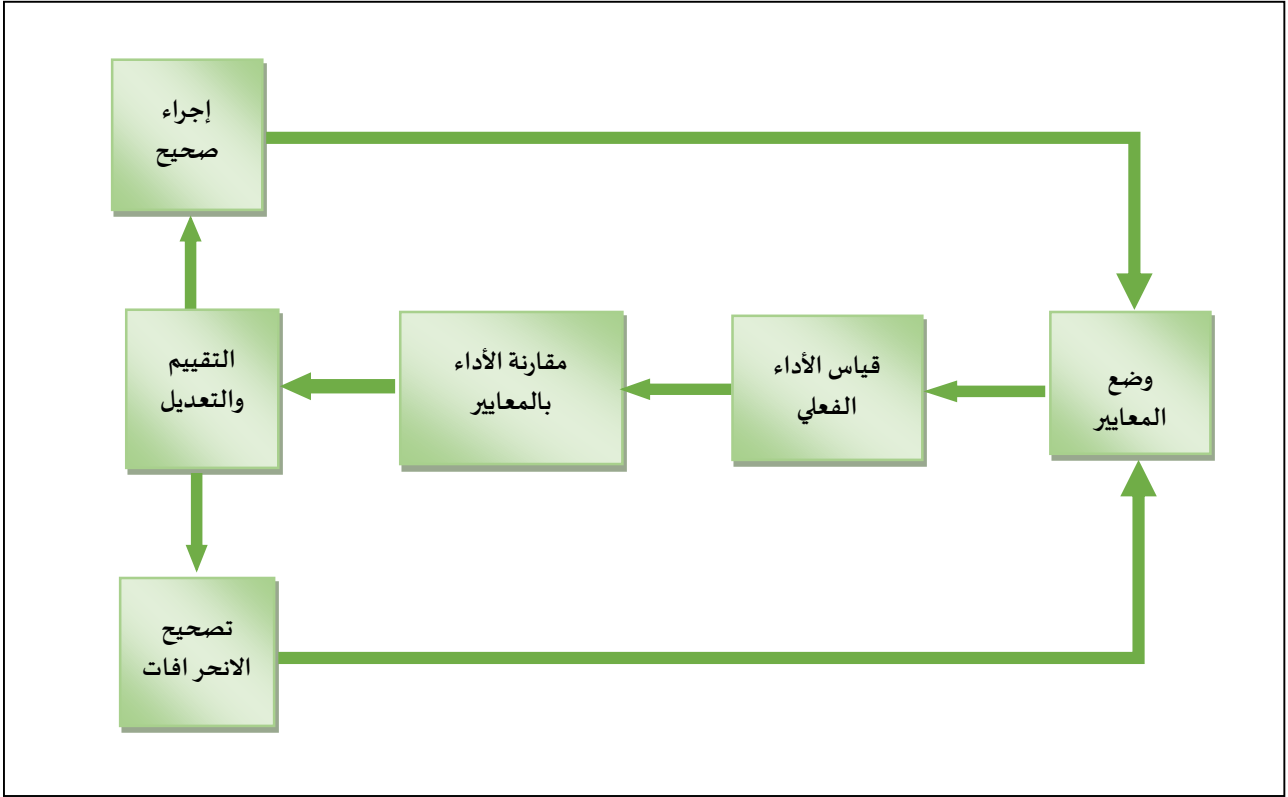 إجراء
صحيح
وضع
المعايير
قياس الأداء
الفعلي
مقارنة الأداء
بالمعايير
التقييم
والتعديل
تصحيح
الانحر افات